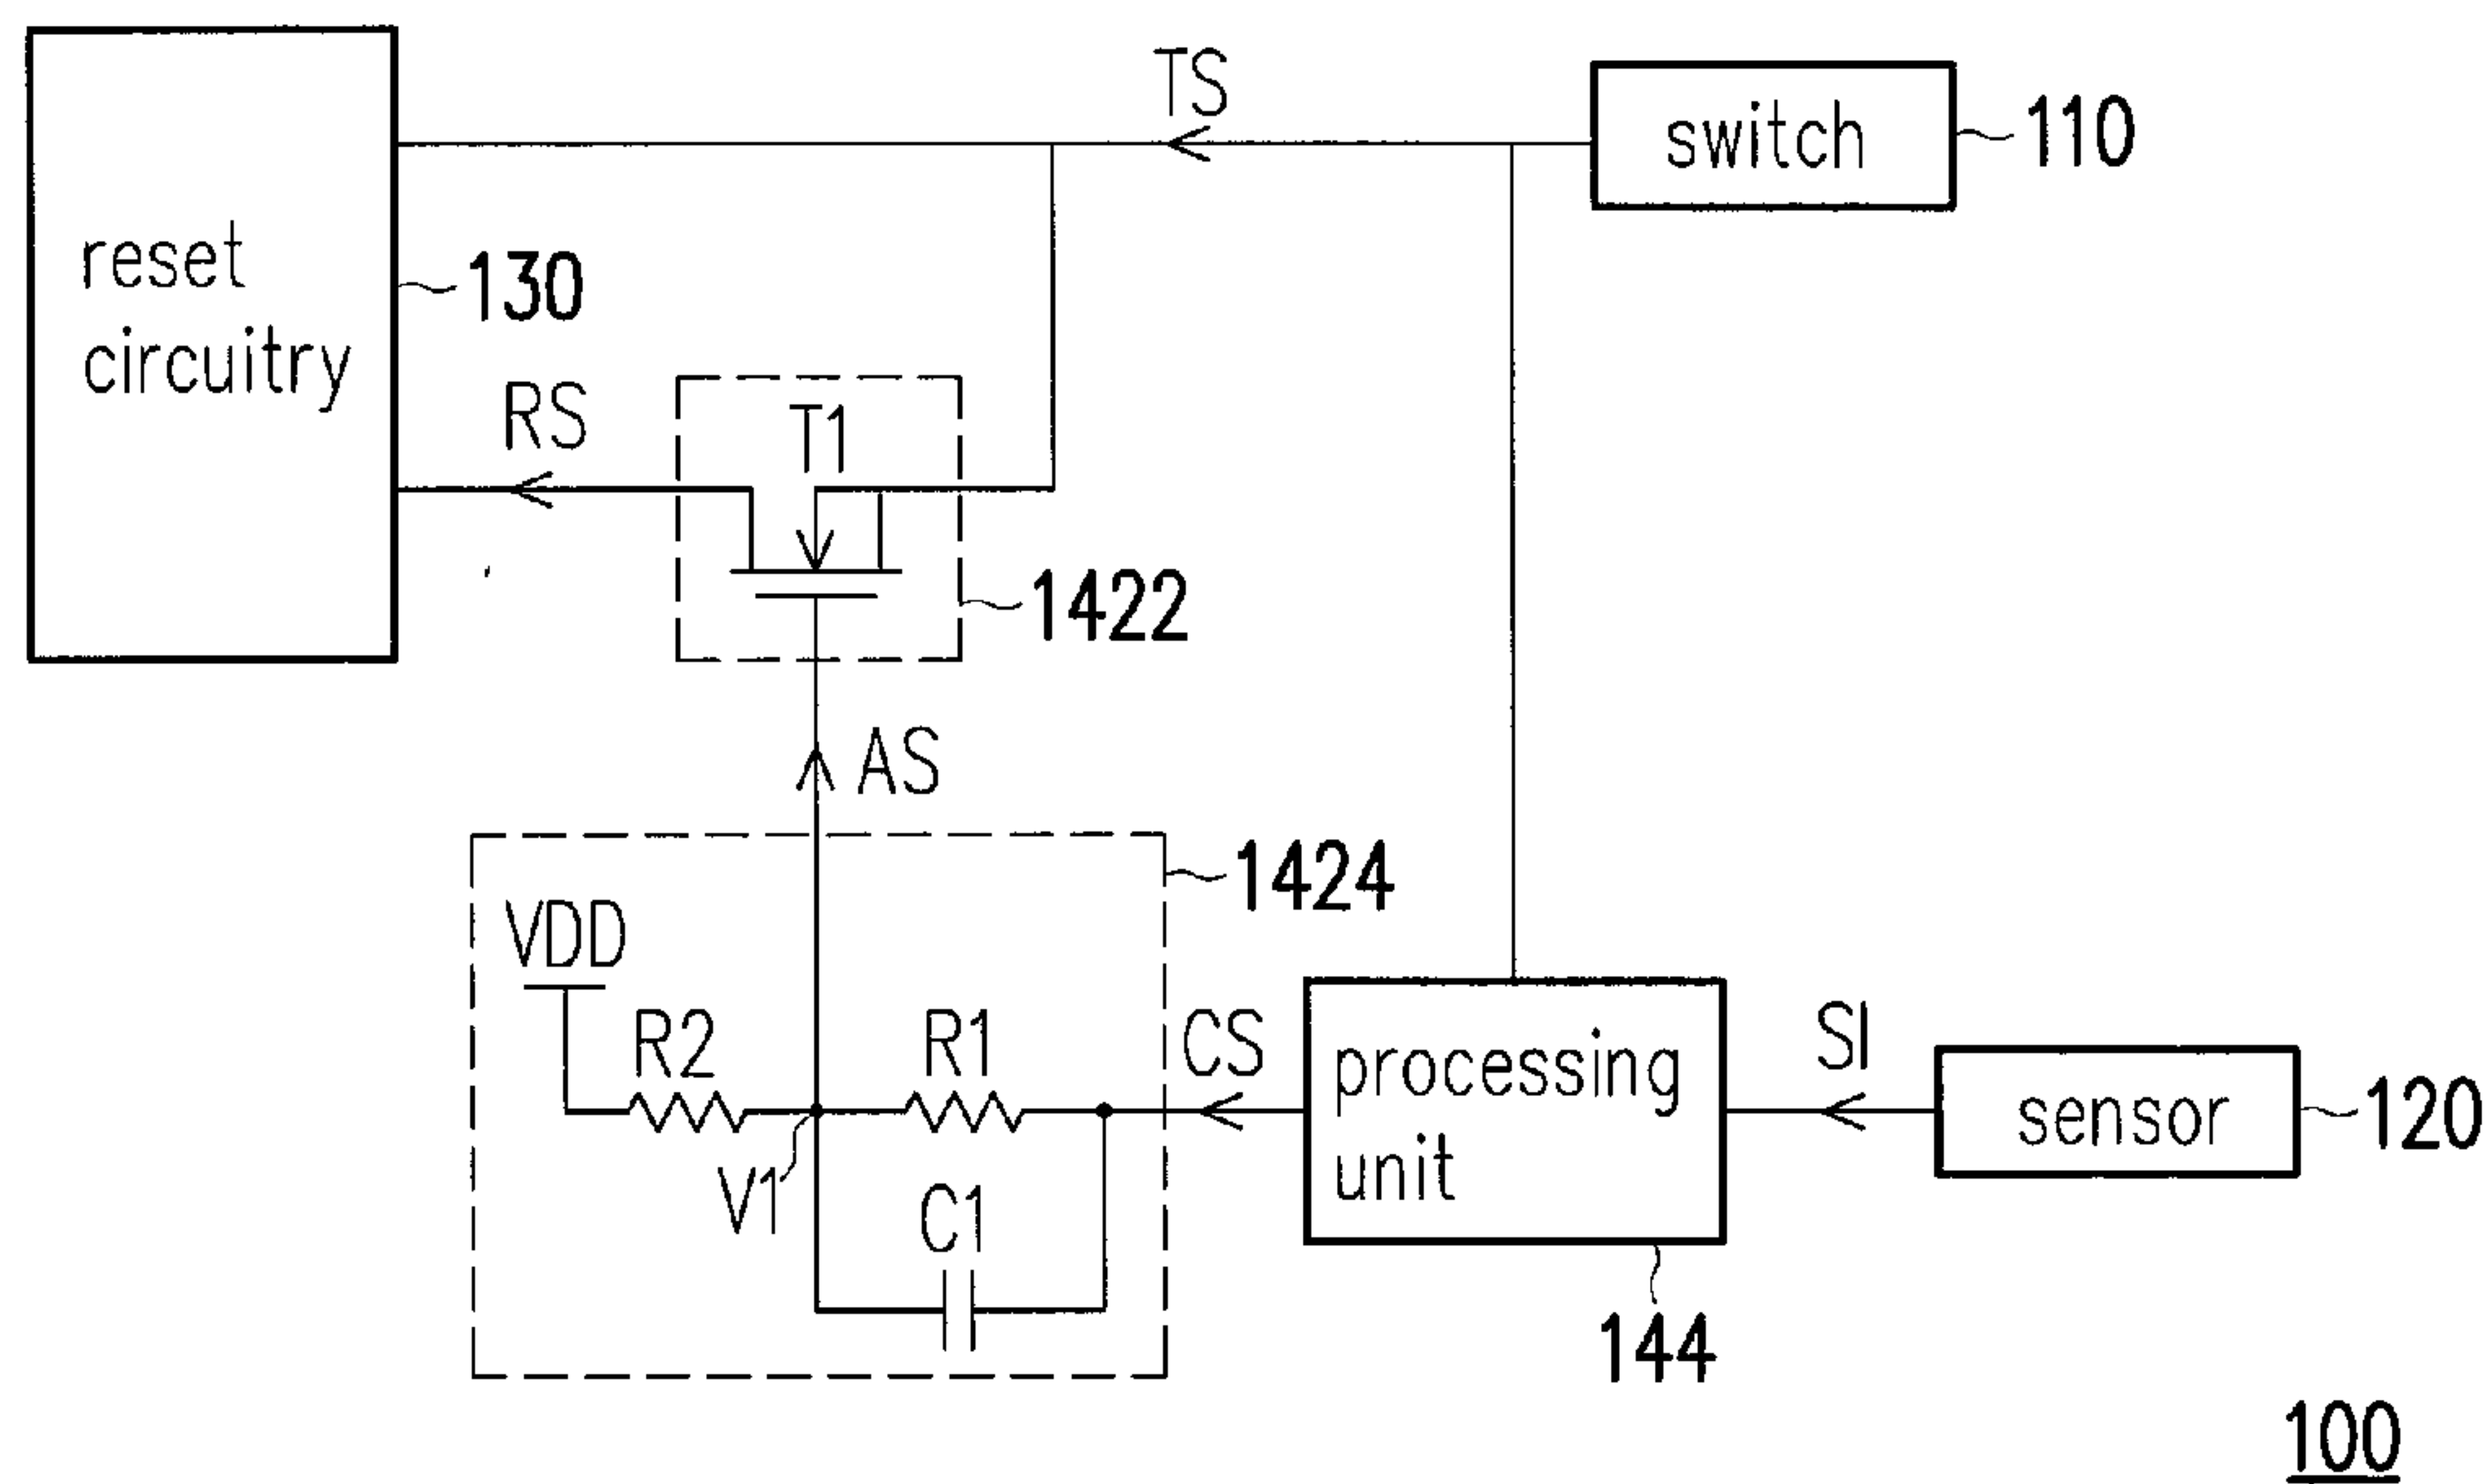 TS
switch
110
reset
circuitry
130
RS
T1
1422
AS
1424
VDD
R2
R1
CS
processing
unit
SI
sensor
120
V1
C1
144
100